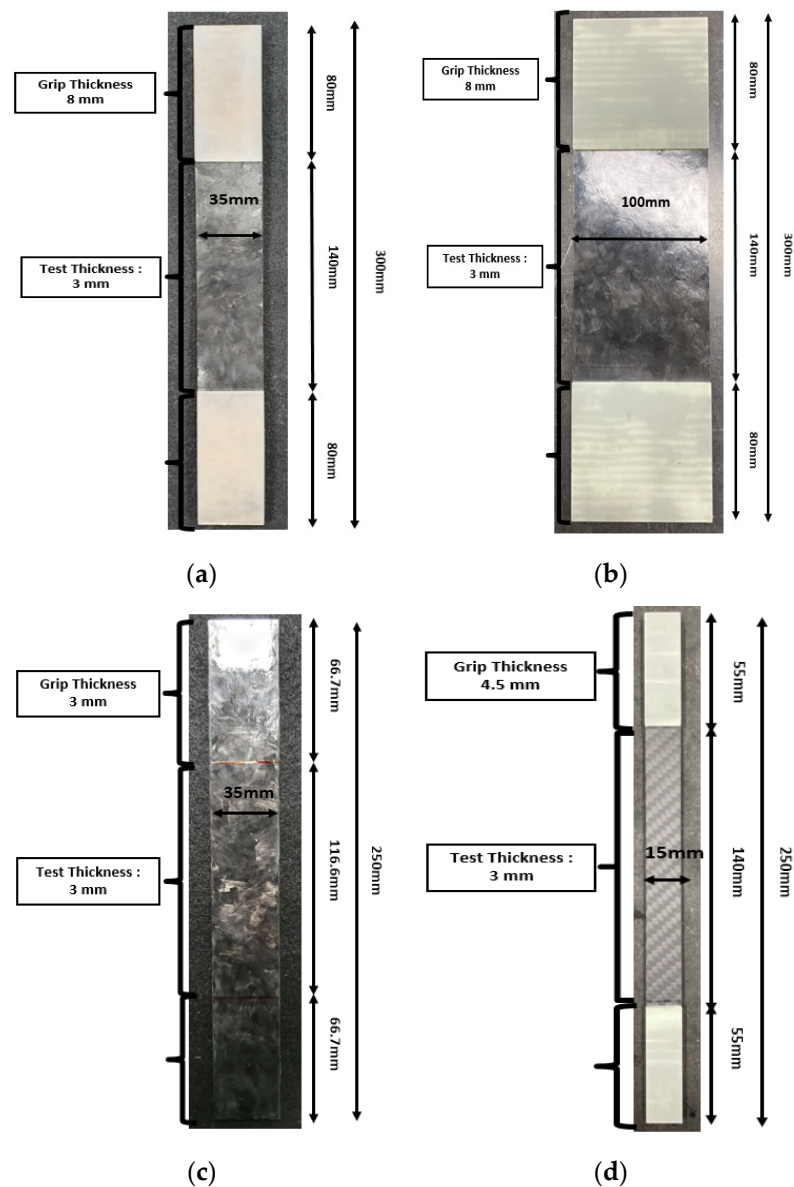 Grip Thickness
8 mm
80mm
35mm
Test Thickness :
3 mm
140mm
300mm
80mm
(a)
Grip Thickness
8 mm
80mm
100mm
Test Thickness :
3 mm
140mm
300mm
80mm
(b)
Grip Thickness
3 mm
66.7mm
35mm
Test Thickness :
3 mm
116.6mm
250mm
66.7mm
(c)
Grip Thickness
4.5 mm
55mm
15mm
Test Thickness :
3 mm
140mm
250mm
55mm
(d)